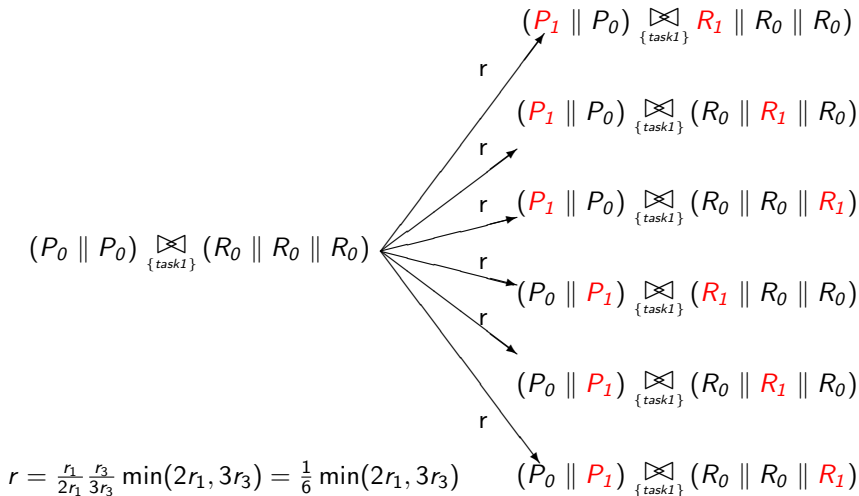 (P₁ ∥ P₀) ⋈ R₁ ∥ R₀ ∥ R₀)
{task1}
r
(P₁ ∥ P₀) ⋈ (R₀ ∥ R₁ ∥ R₀)
{task1}
r
(P₁ ∥ P₀) ⋈ (R₀ ∥ R₀ ∥ R₁)
{task1}
r
(P₀ ∥ P₀) ⋈ (R₀ ∥ R₀ ∥ R₀)
{task1}
r
(P₀ ∥ P₁) ⋈ (R₁ ∥ R₀ ∥ R₀)
{task1}
r
(P₀ ∥ P₁) ⋈ (R₀ ∥ R₁ ∥ R₀)
{task1}
r
(P₀ ∥ P₁) ⋈ (R₀ ∥ R₀ ∥ R₁)
{task1}
r = r₁/2r₁ r₃/3r₃ min(2r₁, 3r₃) = 1/6 min(2r₁, 3r₃)